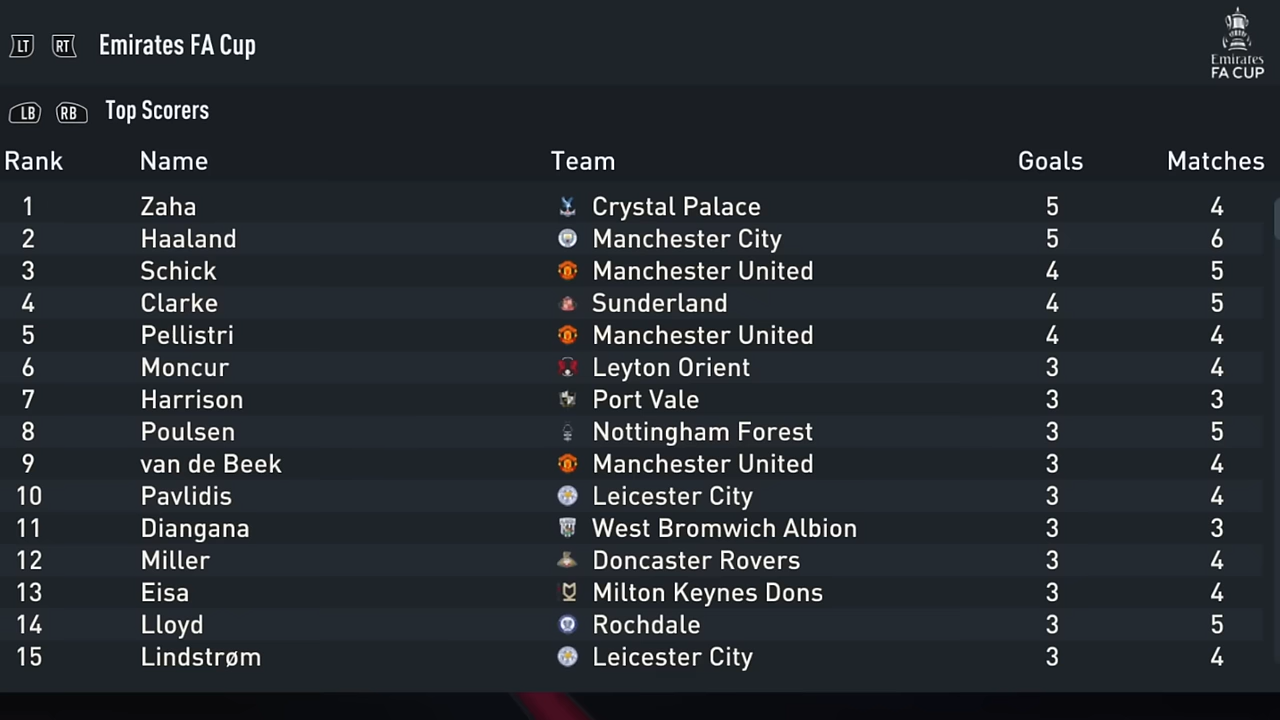 LT RT Emirates FA Cup
Emirates
FA CUP
LB RB Top Scorers
Rank Name Team Goals Matches
1 Zaha Crystal Palace 5 4
2 Haaland Manchester City 5 6
3 Schick Manchester United 4 5
4 Clarke Sunderland 4 5
5 Pellistri Manchester United 4 4
6 Moncur Leyton Orient 3 4
7 Harrison Port Vale 3 3
8 Poulsen Nottingham Forest 3 5
9 van de Beek Manchester United 3 4
10 Pavlidis Leicester City 3 4
11 Diangana West Bromwich Albion 3 3
12 Miller Doncaster Rovers 3 4
13 Eisa Milton Keynes Dons 3 4
14 Lloyd Rochdale 3 5
15 Lindstrøm Leicester City 3 4